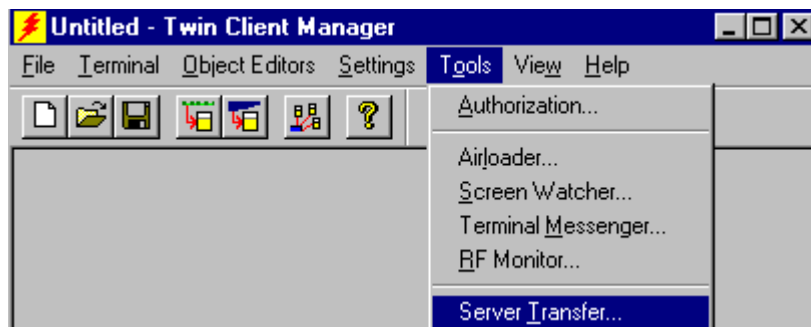 Untitled - Twin Client Manager
File Terminal Object Editors Settings Tools View Help
Authorization...
Airloader...
Screen Watcher...
Terminal Messenger...
RF Monitor...
Server Transfer...